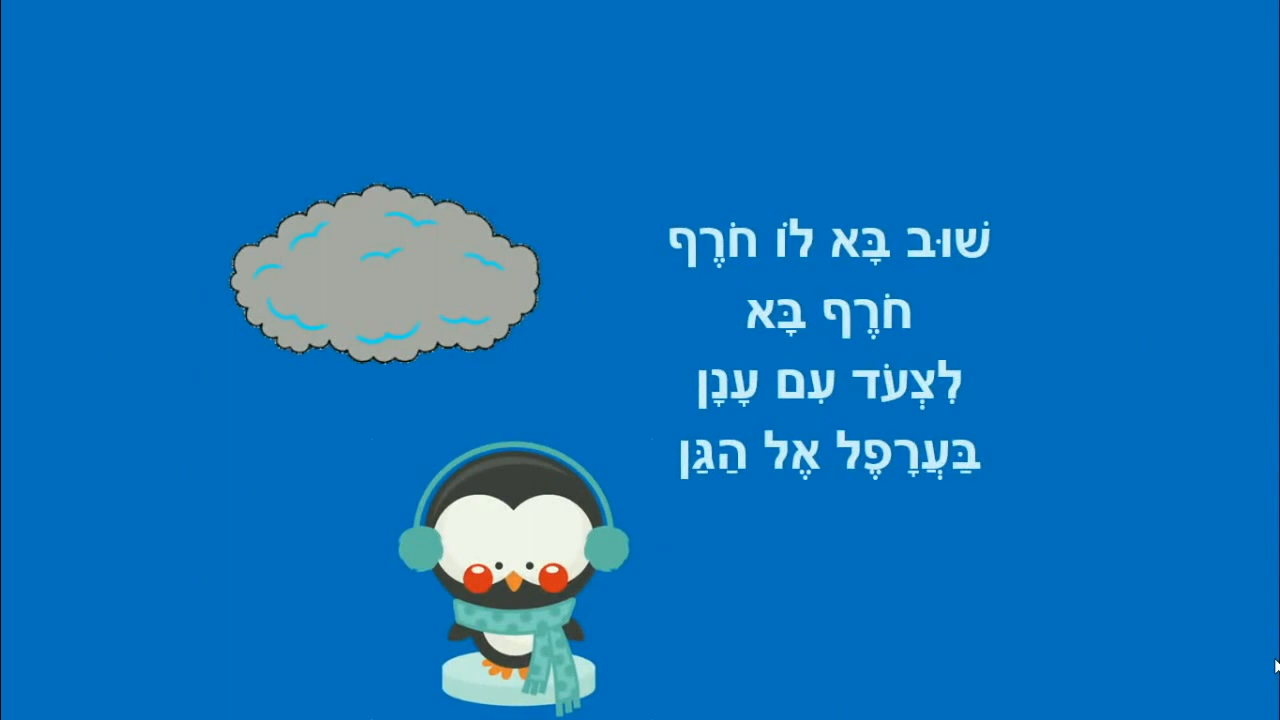 שׁוּב בָּא לוֹ חֹרֶף
חֹרֶף בָּא
לִצְעֹד עִם עָנָן
בַּעֲרָפֶל אֶל הַגַּן